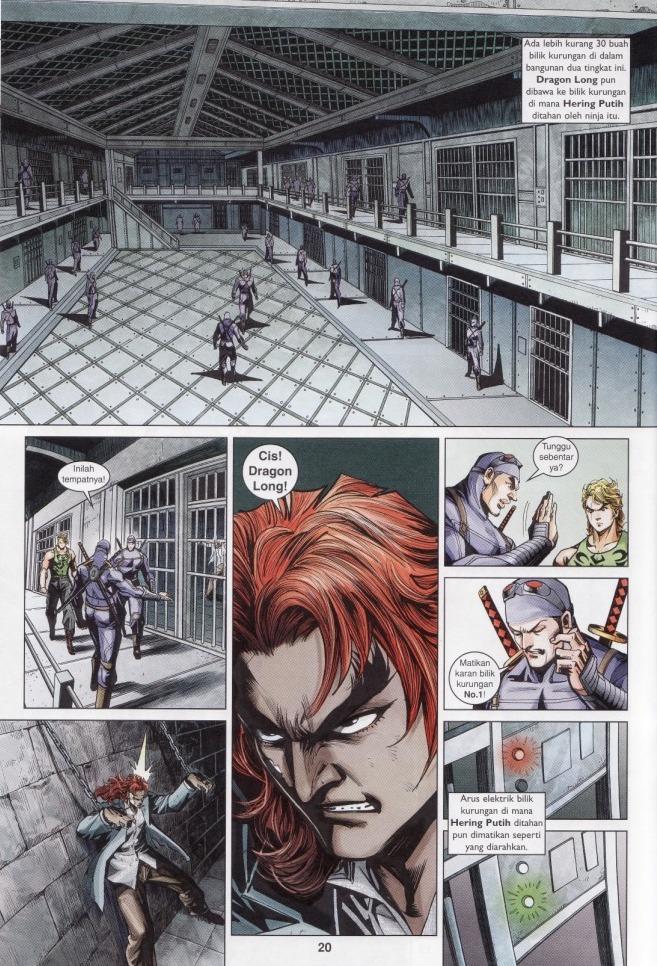 Ada lebih kurang 30 buah
bilik kurungan di dalam
bangunan dua tingkat ini.
Dragon Long pun
dibawa ke bilik kurungan
di mana Hering Putih
ditahan oleh ninja itu.
Inilah
tempatnya!
Cis!
Dragon
Long!
Tunggu
sebentar
ya?
Matikan
karan bilik
kurungan
No.1!
Arus elektrik bilik
kurungan di mana
Hering Putih ditahan
pun dimatikan seperti
yang diarahkan.
20